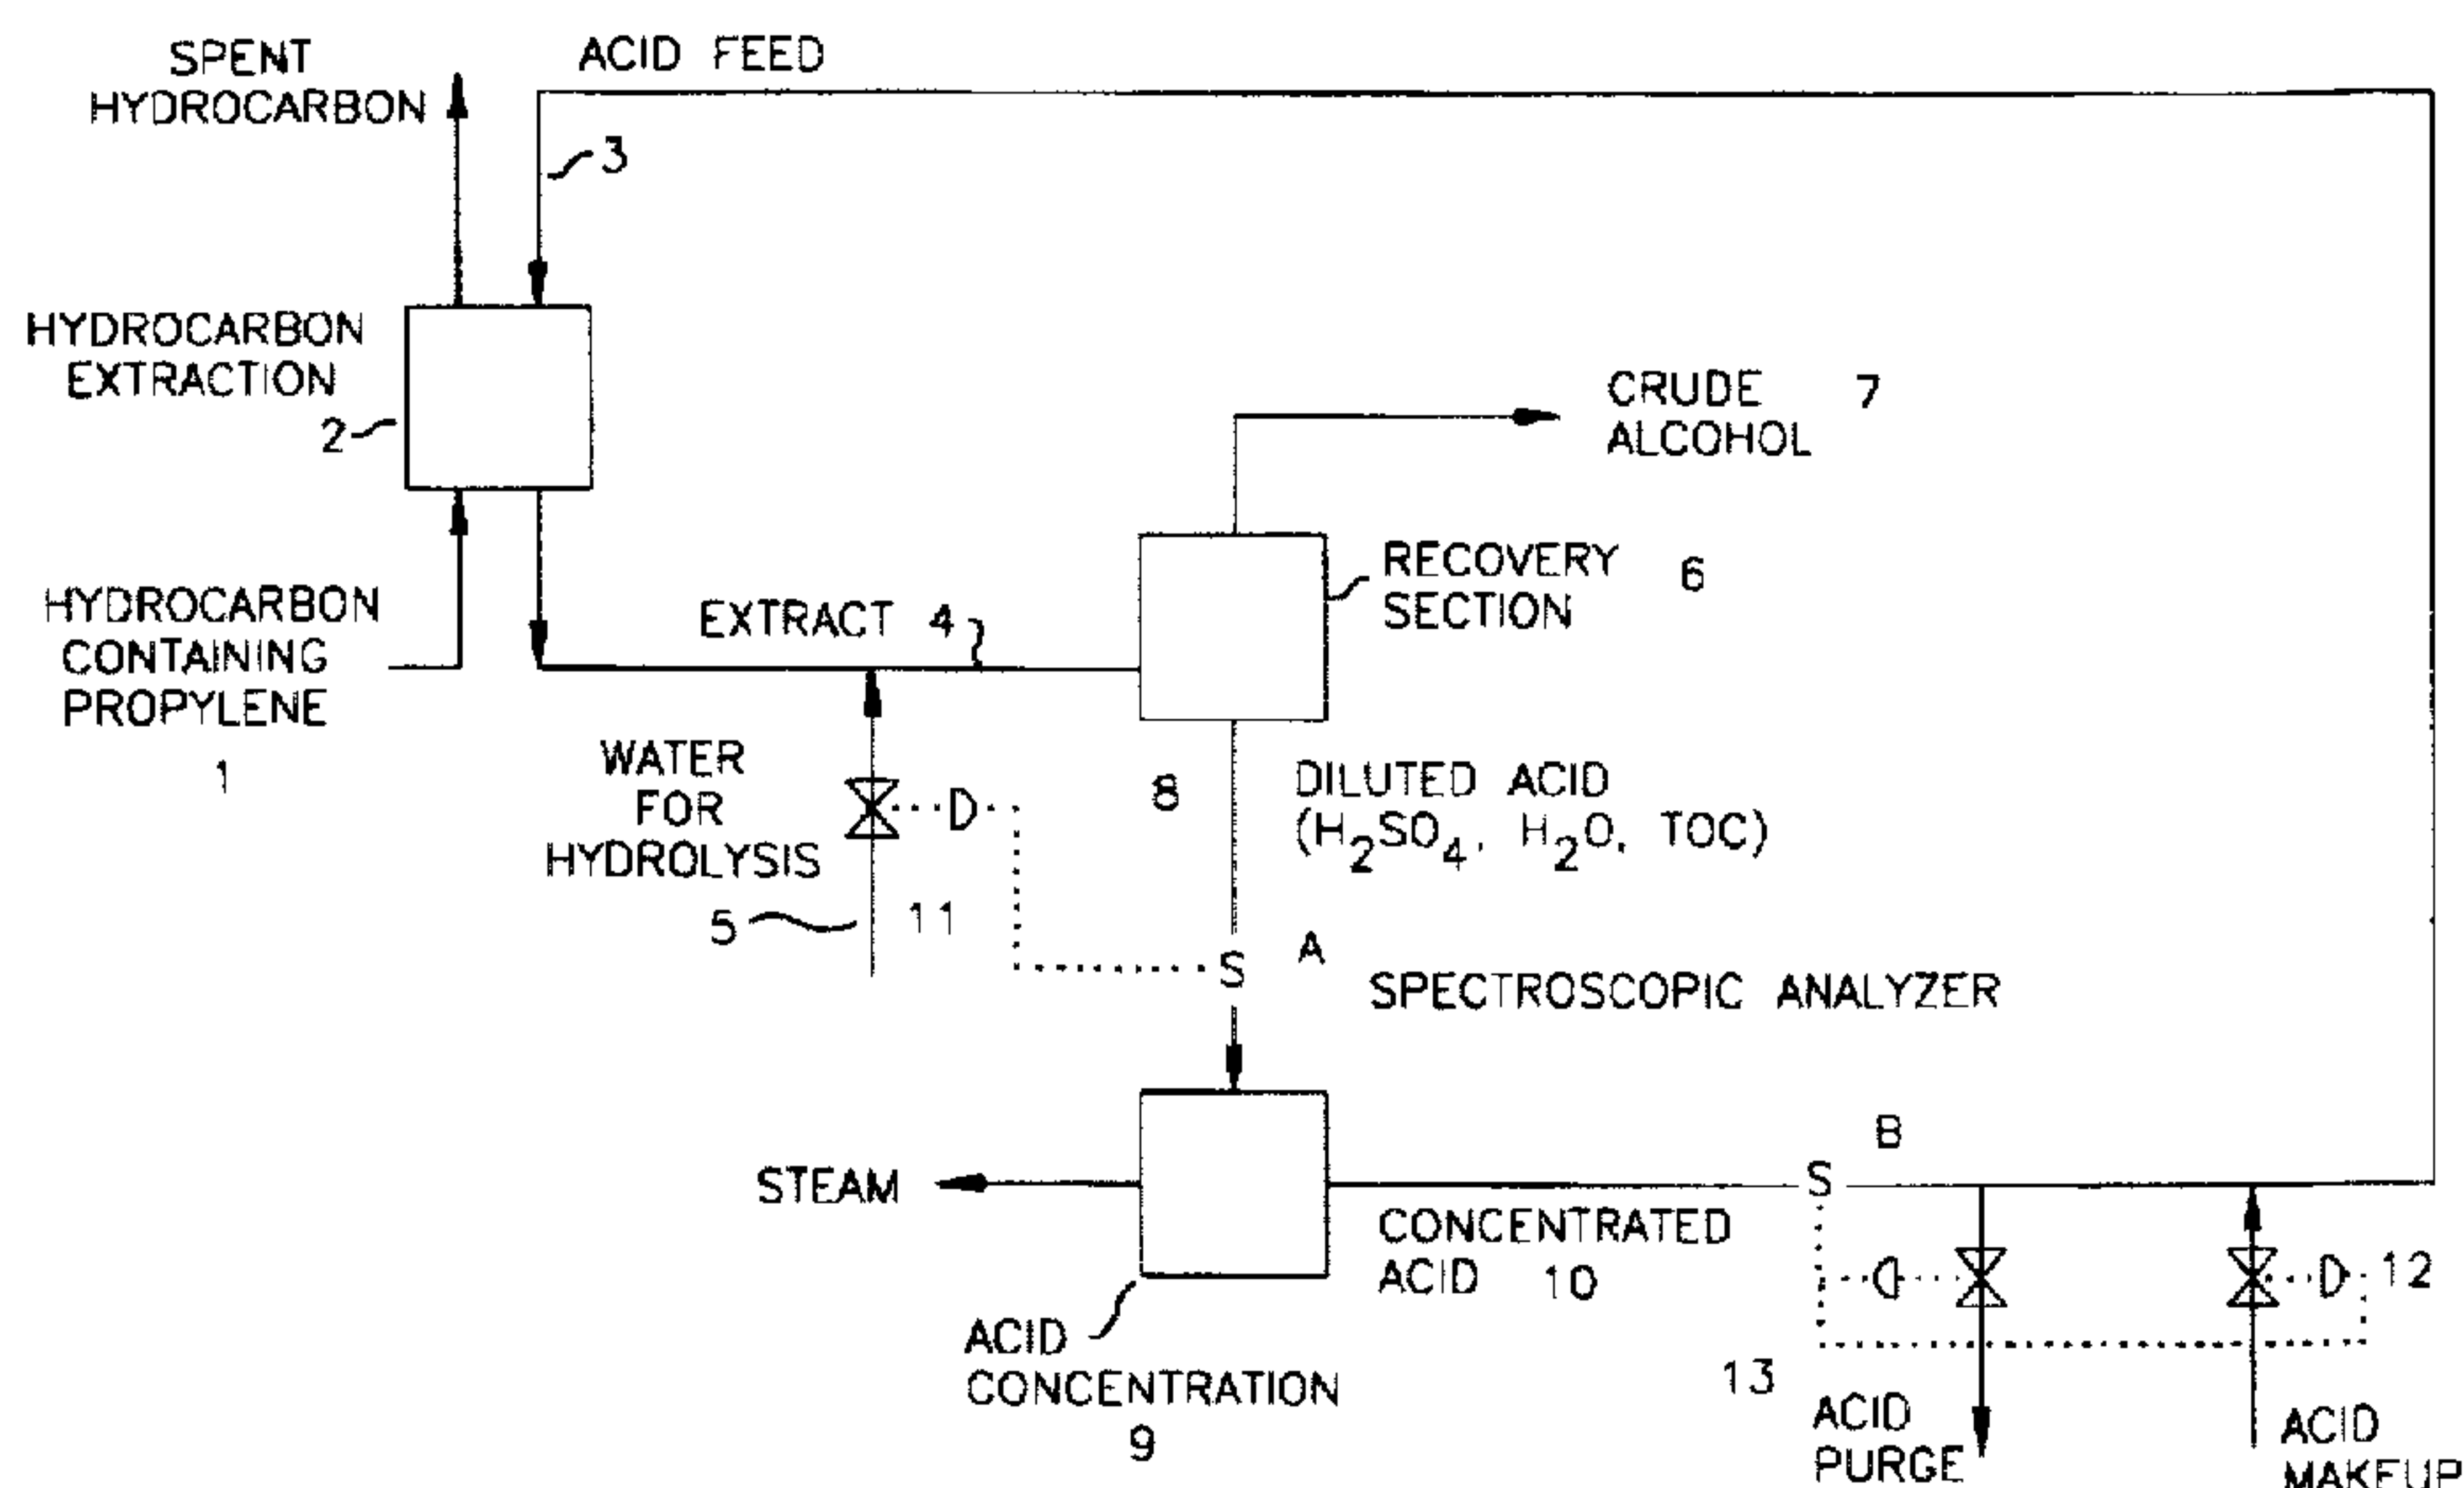 SPENT
HYDROCARBON
ACID FEED
3
HYDROCARBON
EXTRACTION
2
CRUDE 7
ALCOHOL
RECOVERY 6
SECTION
HYDROCARBON
CONTAINING
PROPYLENE
1
EXTRACT 4
WATER
FOR
HYDROLYSIS
D
5
11
8
DILUTED ACID
(H2SO4, H2O, TOC)
S
A
SPECTROSCOPIC ANALYZER
STEAM
S
B
CONCENTRATED
ACID 10
D
D
12
ACID
CONCENTRATION
9
13
ACID
PURGE
ACID
MAKEUP